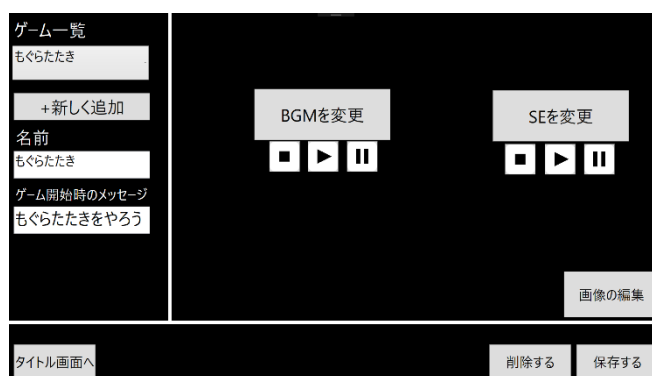 ゲーム一覧
もぐらたたき
+新しく追加
名前
もぐらたたき
ゲーム開始時のメッセージ
もぐらたたきをやろう
BGMを変更
SEを変更
画像の編集
タイトル画面へ
削除する
保存する